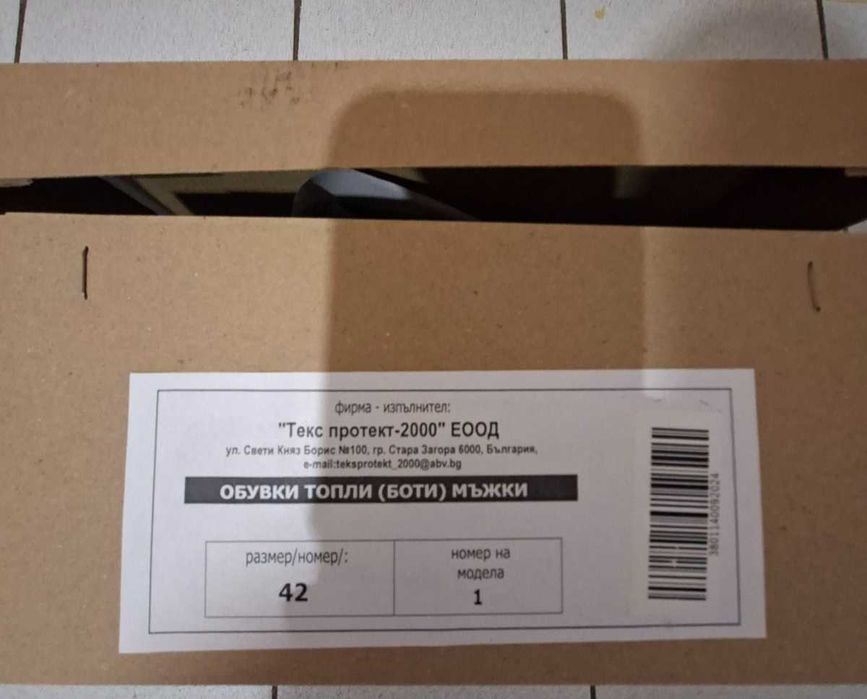 фирма - изпълнител:
"Текс протект-2000" ЕООД
ул. Свети Княз Борис №100, гр. Стара Загора 6000, България,
e-mail:teksprotekt_2000@abv.bg
ОБУВКИ ТОПЛИ (БОТИ) МЪЖКИ
размер/номер/:
42
номер на
модела
1
3801140092024